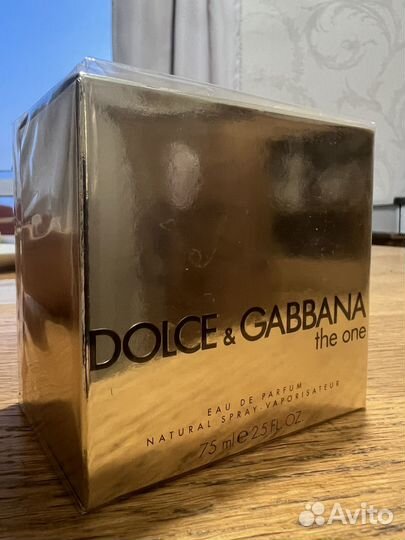 DOLCE & GABBANA
the one
EAU DE PARFUM
NATURAL SPRAY-VAPORISATEUR
75 ml e 2.5 FL.OZ.
Avito